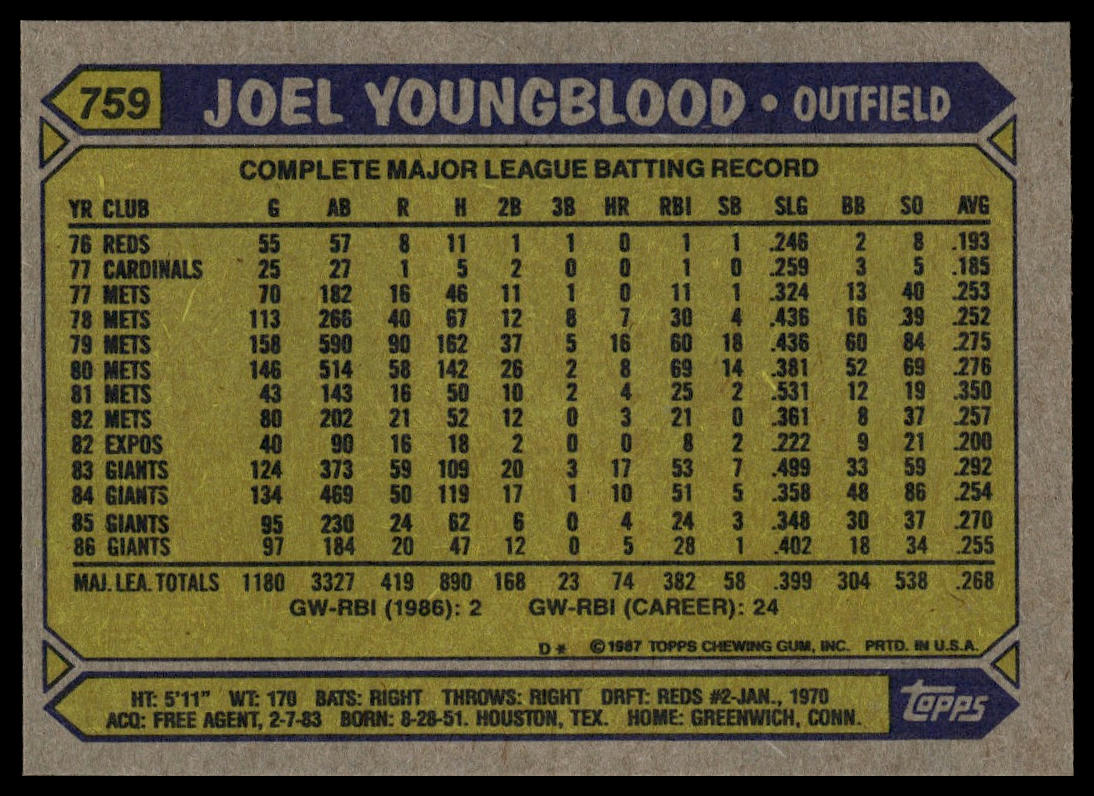 759 JOEL YOUNGBLOOD • OUTFIELD
COMPLETE MAJOR LEAGUE BATTING RECORD
YR CLUB G AB R H 2B 3B HR RBI SB SLG BB SO AVG
76 REDS 55 57 8 11 1 1 0 1 1 .246 2 8 .193
77 CARDINALS 25 27 1 5 2 0 0 1 0 .259 3 5 .185
77 METS 70 182 16 46 11 1 0 11 1 .324 13 40 .253
78 METS 113 266 40 67 12 8 7 30 4 .436 16 39 .252
79 METS 158 590 90 162 37 5 16 60 18 .436 60 84 .275
80 METS 146 514 58 142 26 2 8 69 14 .381 52 69 .276
81 METS 43 143 16 50 10 2 4 25 2 .531 12 19 .350
82 METS 80 202 21 52 12 0 3 21 0 .361 8 37 .257
82 EXPOS 40 90 16 18 2 0 0 8 2 .222 9 21 .200
83 GIANTS 124 373 59 109 20 3 17 53 7 .499 33 59 .292
84 GIANTS 134 469 50 119 17 1 10 51 5 .358 48 86 .254
85 GIANTS 95 230 24 62 6 0 4 24 3 .348 30 37 .270
86 GIANTS 97 184 20 47 12 0 5 28 1 .402 18 34 .255
MAJ. LEA. TOTALS 1180 3327 419 890 168 23 74 382 58 .399 304 538 .268
GW-RBI (1986): 2 GW-RBI (CAREER): 24
D* ©1987 TOPPS CHEWING GUM, INC. PRTD. IN U.S.A.
HT: 5'11" WT: 170 BATS: RIGHT THROWS: RIGHT DRFT: REDS #2-JAN., 1970
ACQ: FREE AGENT, 2-7-83 BORN: 8-28-51. HOUSTON, TEX. HOME: GREENWICH, CONN.
topps